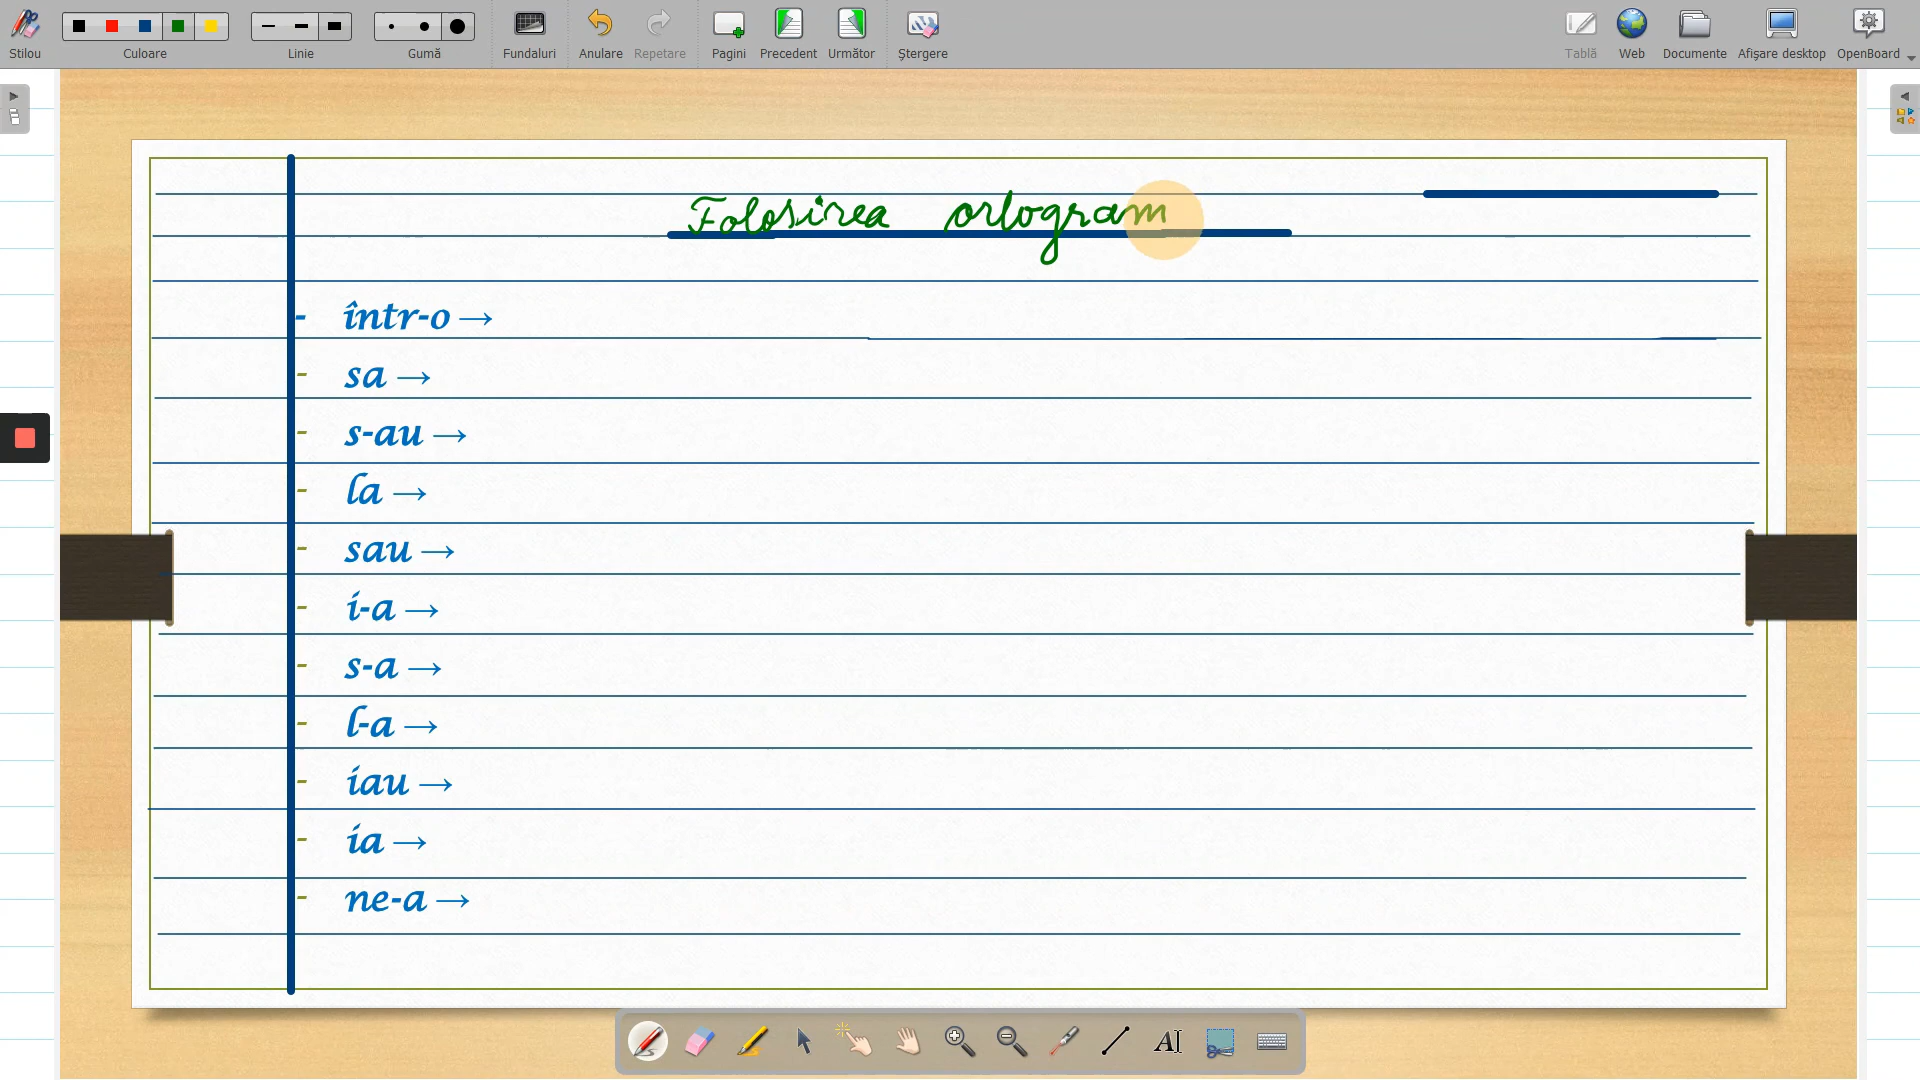 Stilou
Culoare
Linie
Gumă
Fundaluri
Anulare
Repetare
Pagini
Precedent
Următor
Ștergere
Tablă
Web
Documente
Afișare desktop
OpenBoard
Folosirea ortogram
- într-o →
- sa →
- s-au →
- la →
- sau →
- i-a →
- s-a →
- l-a →
- iau →
- ia →
- ne-a →